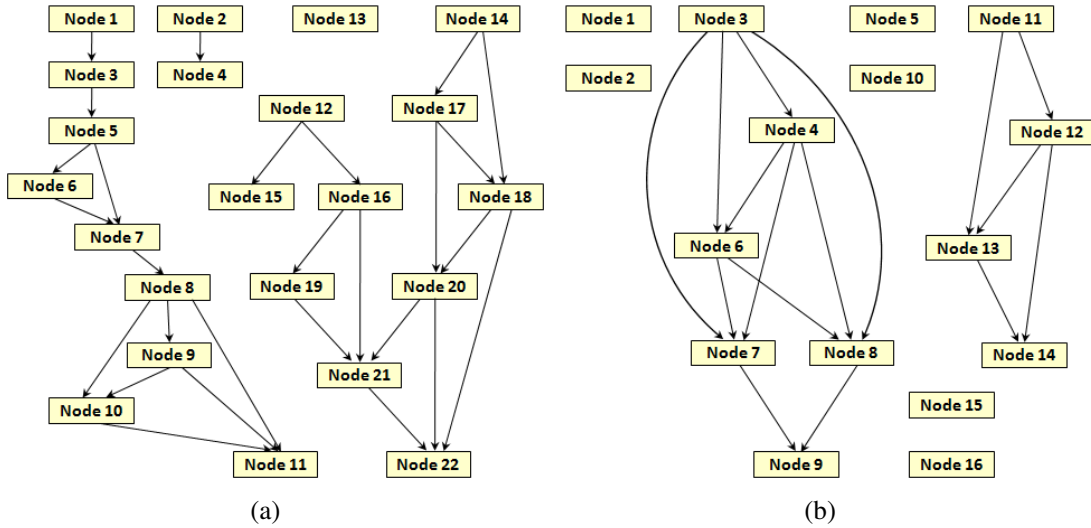 Node 1
Node 2
Node 13
Node 14
Node 3
Node 4
Node 5
Node 12
Node 17
Node 6
Node 15
Node 16
Node 18
Node 7
Node 8
Node 19
Node 20
Node 9
Node 21
Node 10
Node 11
Node 22
(a)
Node 1
Node 3
Node 5
Node 11
Node 2
Node 10
Node 4
Node 12
Node 6
Node 13
Node 7
Node 8
Node 14
Node 15
Node 9
Node 16
(b)